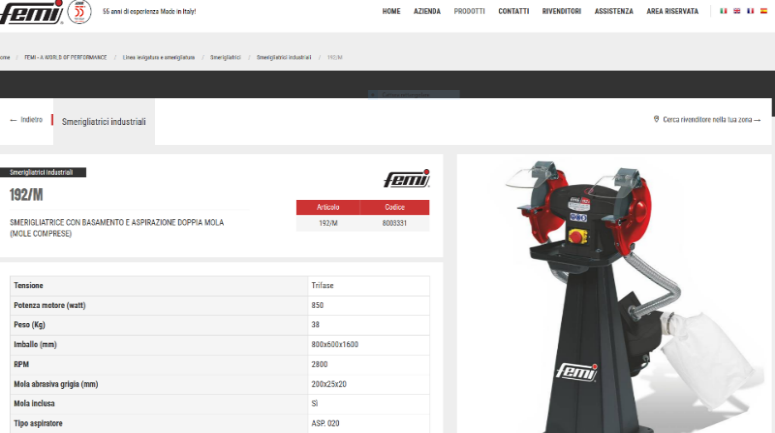 femi
55
55 anni di esperienza Made in Italy!
HOME AZIENDA PRODOTTI CONTATTI RIVENDITORI ASSISTENZA AREA RISERVATA
ome / FEMI - A WORLD OF PERFORMANCE / Linea levigatura e smerigliatura / Smerigliatrici / Smerigliatrici industriali / 192/M
← Indietro
Smerigliatrici industriali
Cerca rivenditore nella tua zona →
Smerigliatrici industriali
192/M
SMERIGLIATRICE CON BASAMENTO E ASPIRAZIONE DOPPIA MOLA
(MOLE COMPRESE)
femi
Articolo Codice
192/M 8003331
Tensione Trifase
Potenza motore (watt) 850
Peso (Kg) 38
Imballo (mm) 800x600x1600
RPM 2800
Mola abrasiva grigia (mm) 200x25x20
Mola inclusa Sì
Tipo aspiratore ASP. 020
femi